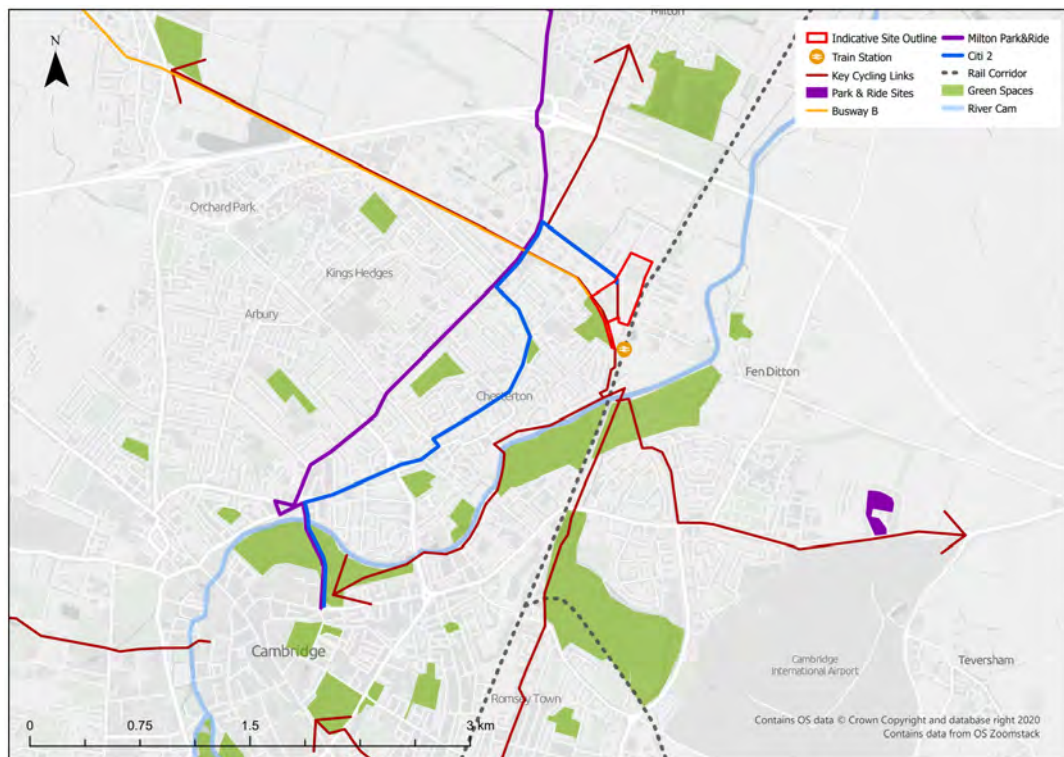 Milton
N
Indicative Site Outline
Train Station
Key Cycling Links
Park & Ride Sites
Busway B
Milton Park&Ride
Citi 2
Rail Corridor
Green Spaces
River Cam
Orchard Park
Kings Hedges
Arbury
Chesterton
Fen Ditton
Cambridge
Cambridge
International Airport
Teversham
Romsey Town
0 0.75 1.5 3 km
Contains OS data © Crown Copyright and database right 2020
Contains data from OS Zoomstack